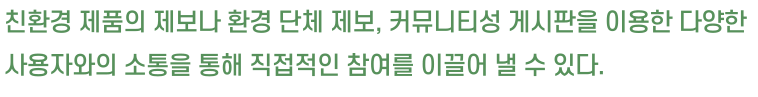 친환경 제품의 제보나 환경 단체 제보, 커뮤니티성 게시판을 이용한 다양한
사용자와의 소통을 통해 직접적인 참여를 이끌어 낼 수 있다.